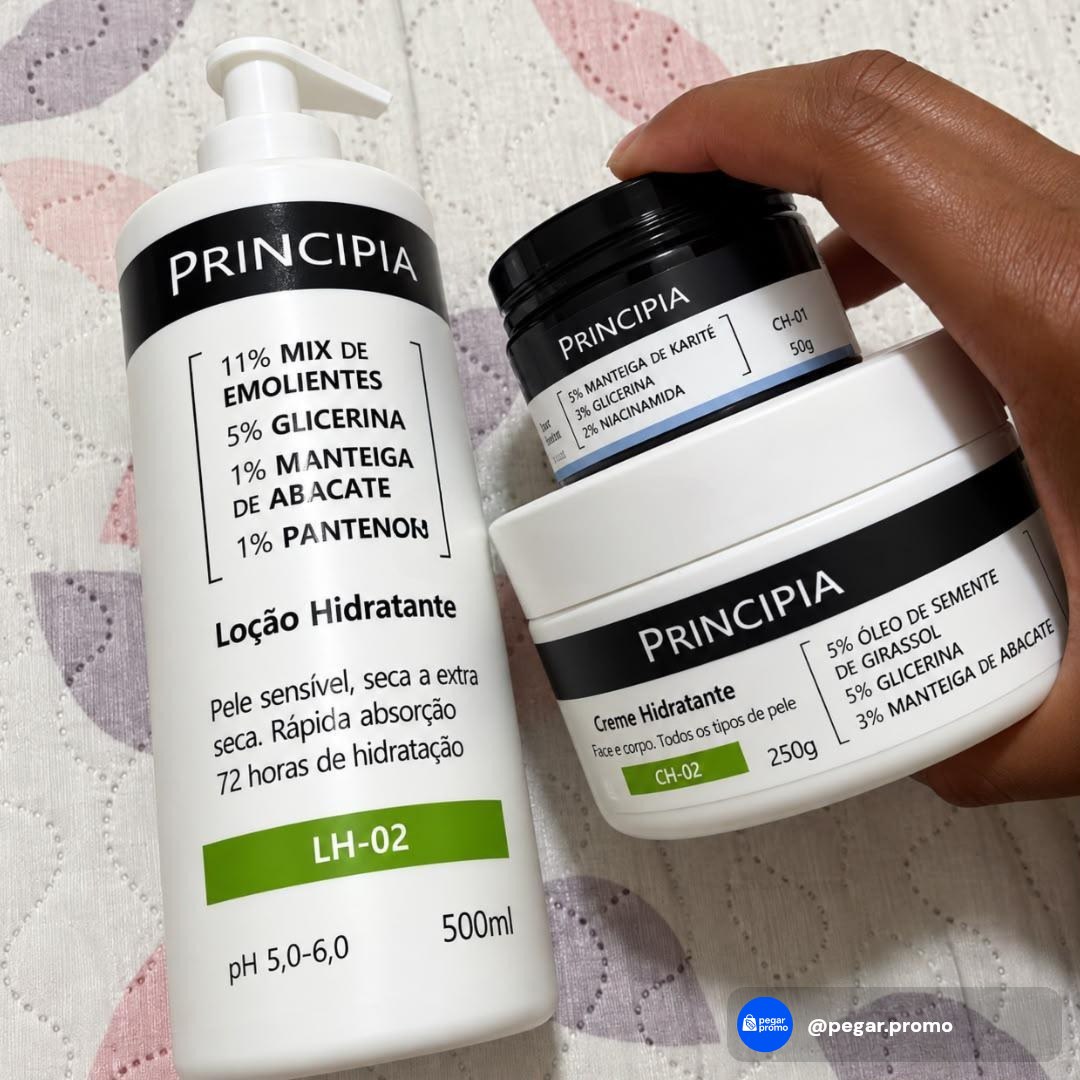 PRINCIPIA
11% MIX DE
EMOLIENTES
5% GLICERINA
1% MANTEIGA
DE ABACATE
1% PANTENON
Loção Hidratante
Pele sensível, seca a extra
seca. Rápida absorção
72 horas de hidratação
LH-02
pH 5,0-6,0
500ml
PRINCIPIA
5% MANTEIGA DE KARITÉ
3% GLICERINA
2% NIACINAMIDA
CH-01
50g
PRINCIPIA
Creme Hidratante
Face e corpo. Todos os tipos de pele
CH-02
250g
5% ÓLEO DE SEMENTE
DE GIRASSOL
5% GLICERINA
3% MANTEIGA DE ABACATE
pegar
promo
@pegar.promo